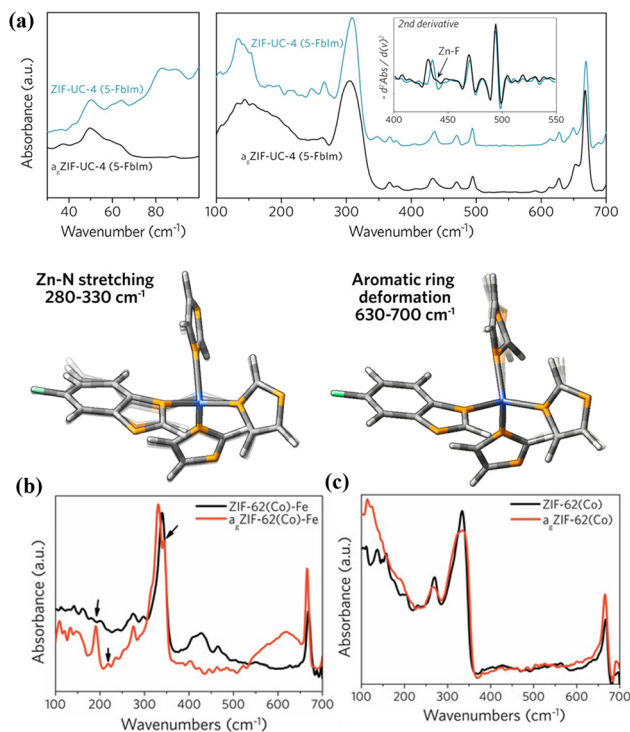 (a)
2nd derivative
Zn-F
- d²Abs / d(v)²
400 450 500 550
ZIF-UC-4 (5-FbIm)
ZIF-UC-4 (5-FbIm)
agZIF-UC-4 (5-FbIm)
agZIF-UC-4 (5-FbIm)
Absorbance (a.u.)
40 60 80
100 200 300 400 500 600 700
Wavenumber (cm⁻¹)
Wavenumber (cm⁻¹)
Zn-N stretching
280-330 cm⁻¹
Aromatic ring
deformation
630-700 cm⁻¹
(b)
ZIF-62(Co)-Fe
agZIF-62(Co)-Fe
Absorbance (a.u.)
100 200 300 400 500 600 700
Wavenumbers (cm⁻¹)
(c)
ZIF-62(Co)
agZIF-62(Co)
Absorbance (a.u.)
100 200 300 400 500 600 700
Wavenumbers (cm⁻¹)